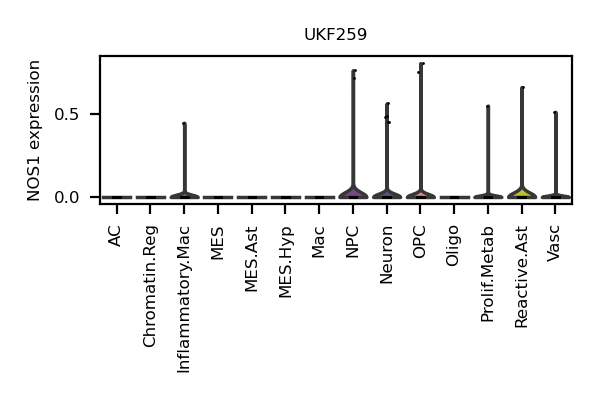 UKF259
NOS1 expression
0.5
0.0
AC
Chromatin.Reg
Inflammatory.Mac
MES
MES.Ast
MES.Hyp
Mac
NPC
Neuron
OPC
Oligo
Prolif.Metab
Reactive.Ast
Vasc